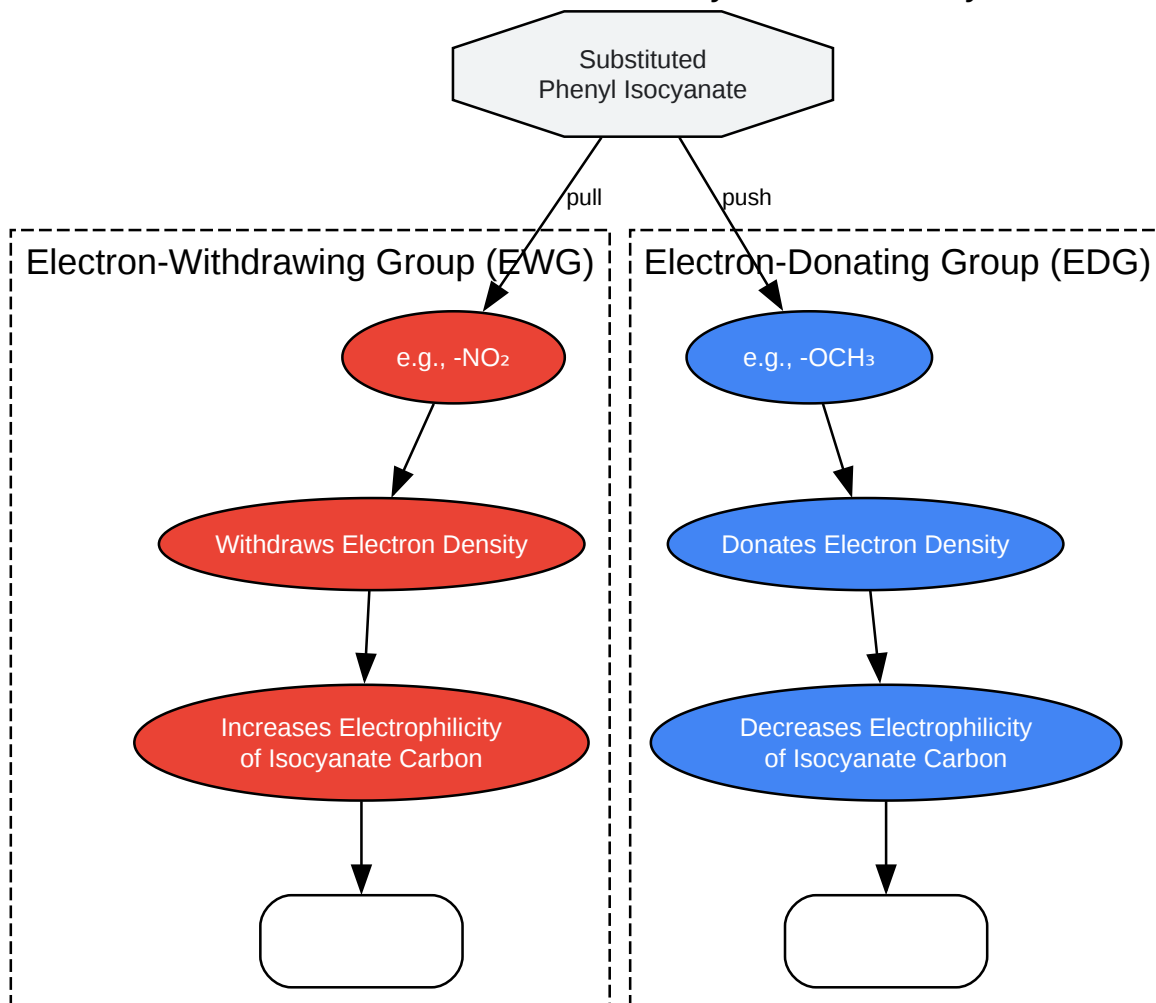 Substituted
Phenyl Isocyanate
pull
push
Electron-Withdrawing Group (EWG)
Electron-Donating Group (EDG)
e.g., -NO₂
e.g., -OCH₃
Withdraws Electron Density
Donates Electron Density
Increases Electrophilicity
of Isocyanate Carbon
Decreases Electrophilicity
of Isocyanate Carbon